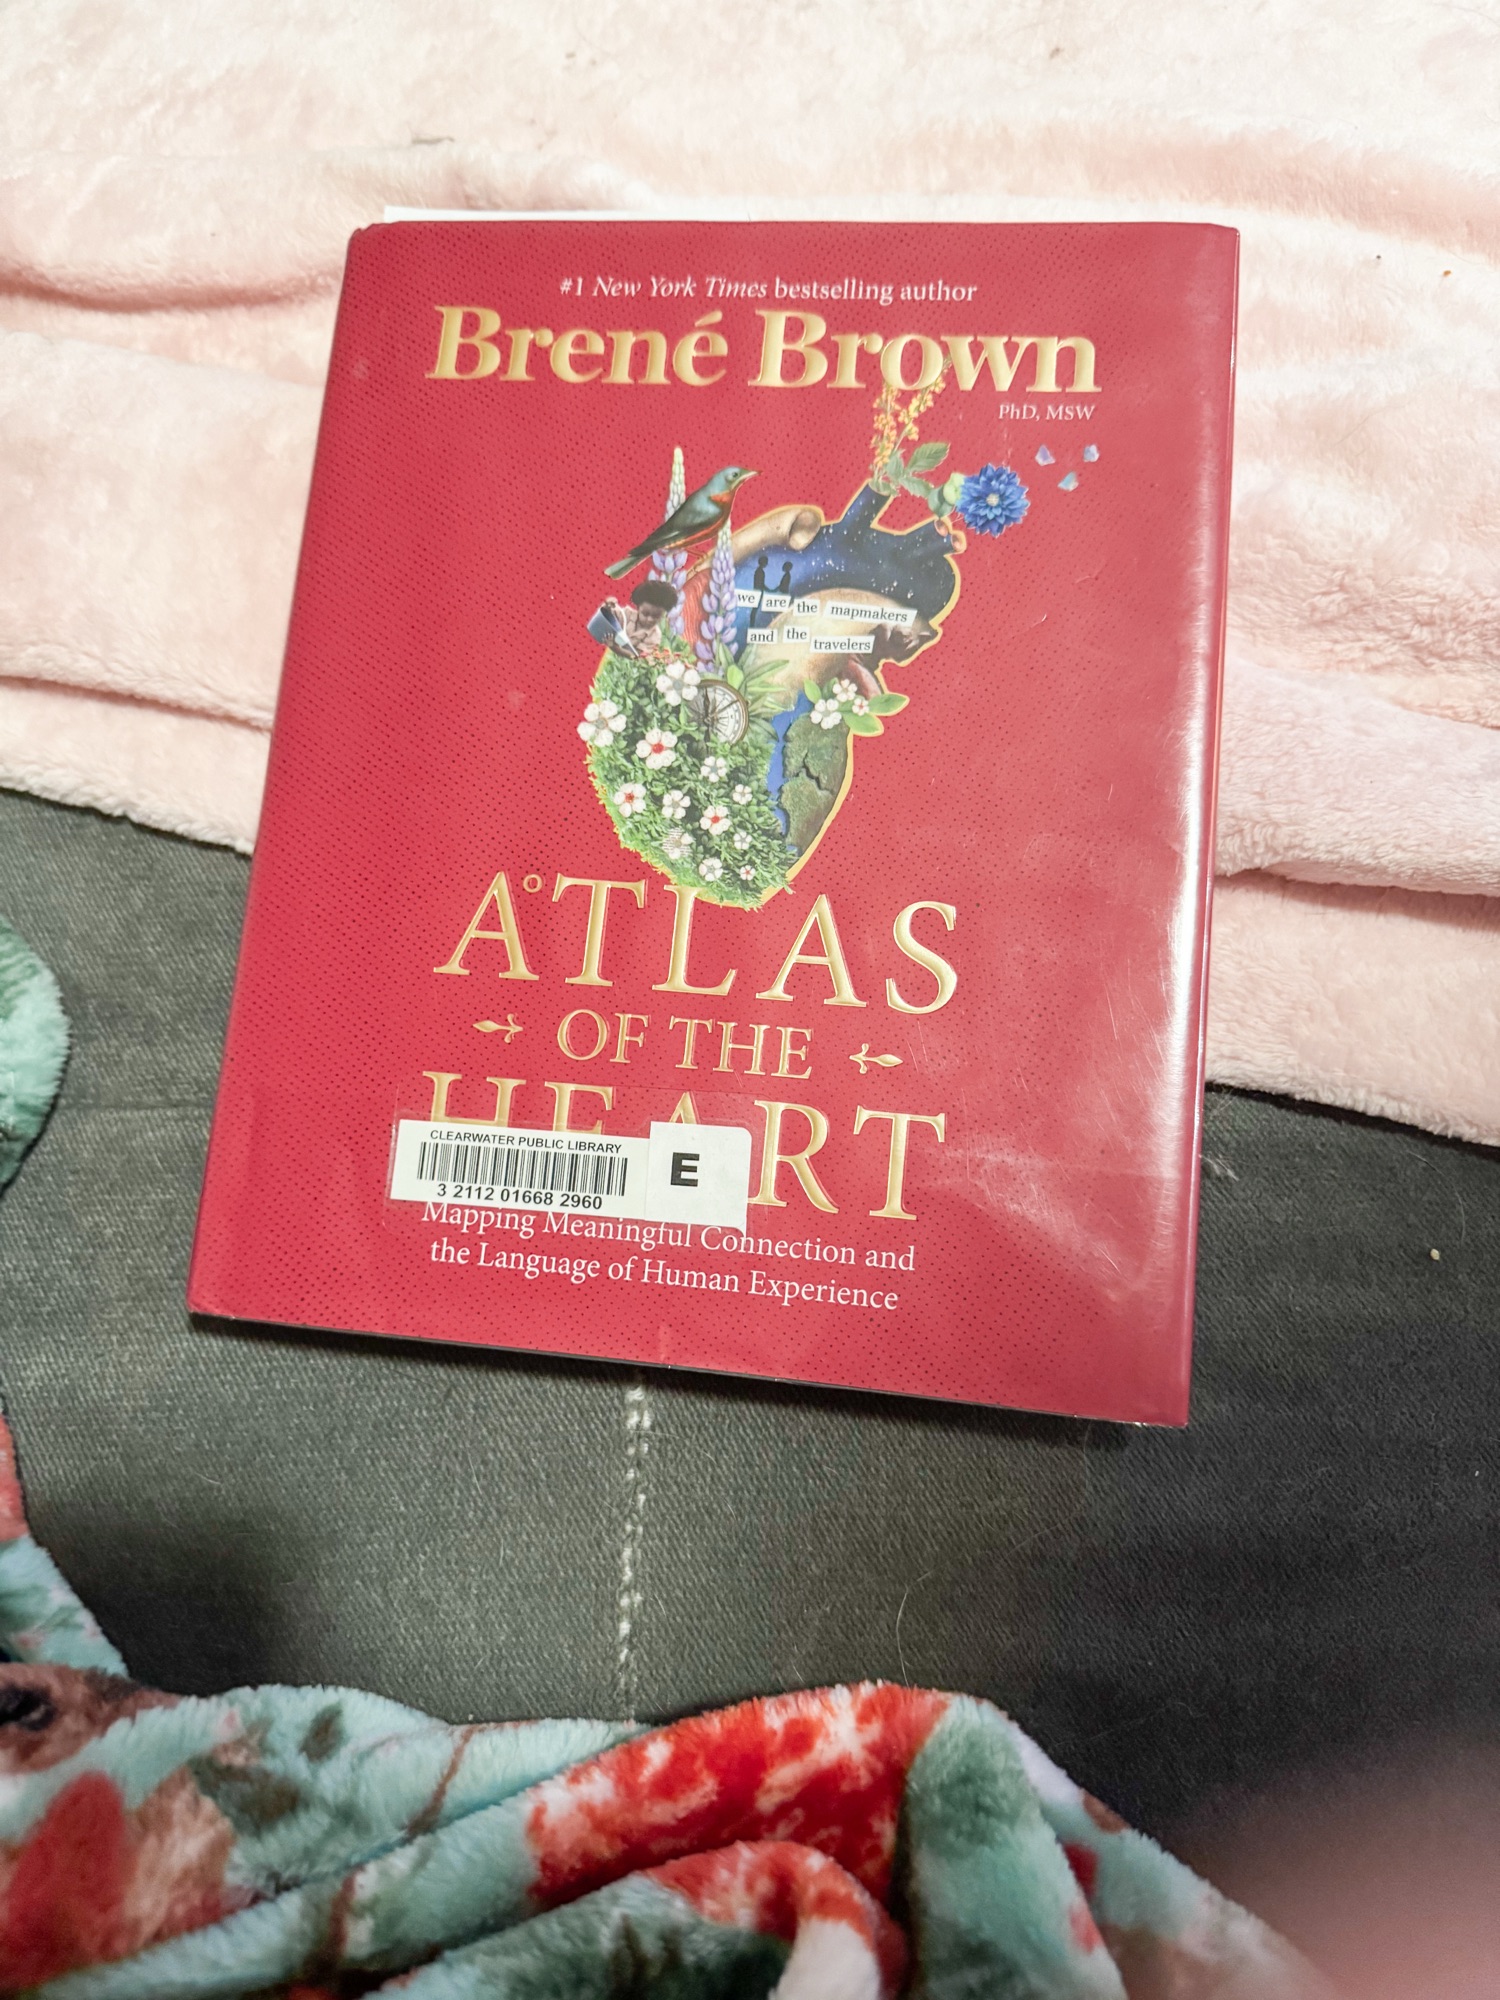 #1 New York Times bestselling author
Brené Brown
PhD, MSW
we are the mapmakers
and the travelers
ATLAS
OF THE
HEART
CLEARWATER PUBLIC LIBRARY
E
3 2112 01668 2960
Mapping Meaningful Connection and
the Language of Human Experience